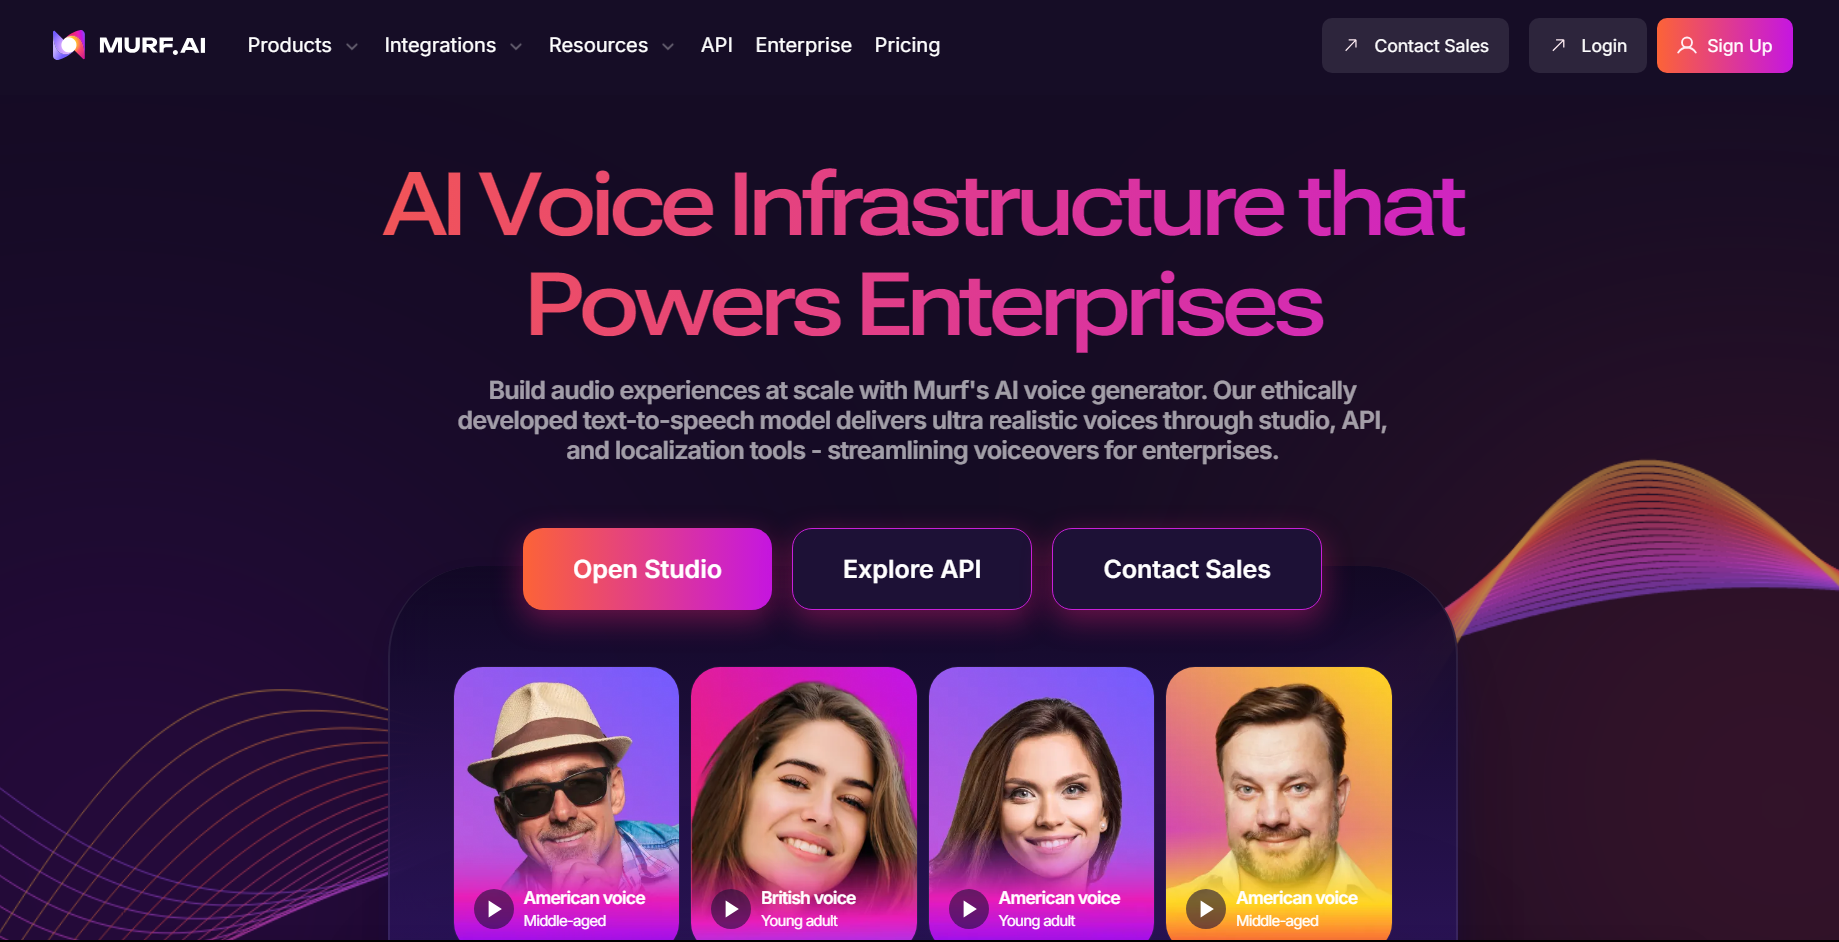 MURF.AI
Products
Integrations
Resources
API
Enterprise
Pricing
Contact Sales
Login
Sign Up
AI Voice Infrastructure that
Powers Enterprises
Build audio experiences at scale with Murf's AI voice generator. Our ethically
developed text-to-speech model delivers ultra realistic voices through studio, API,
and localization tools - streamlining voiceovers for enterprises.
Open Studio
Explore API
Contact Sales
American voice
Middle-aged
British voice
Young adult
American voice
Young adult
American voice
Middle-aged